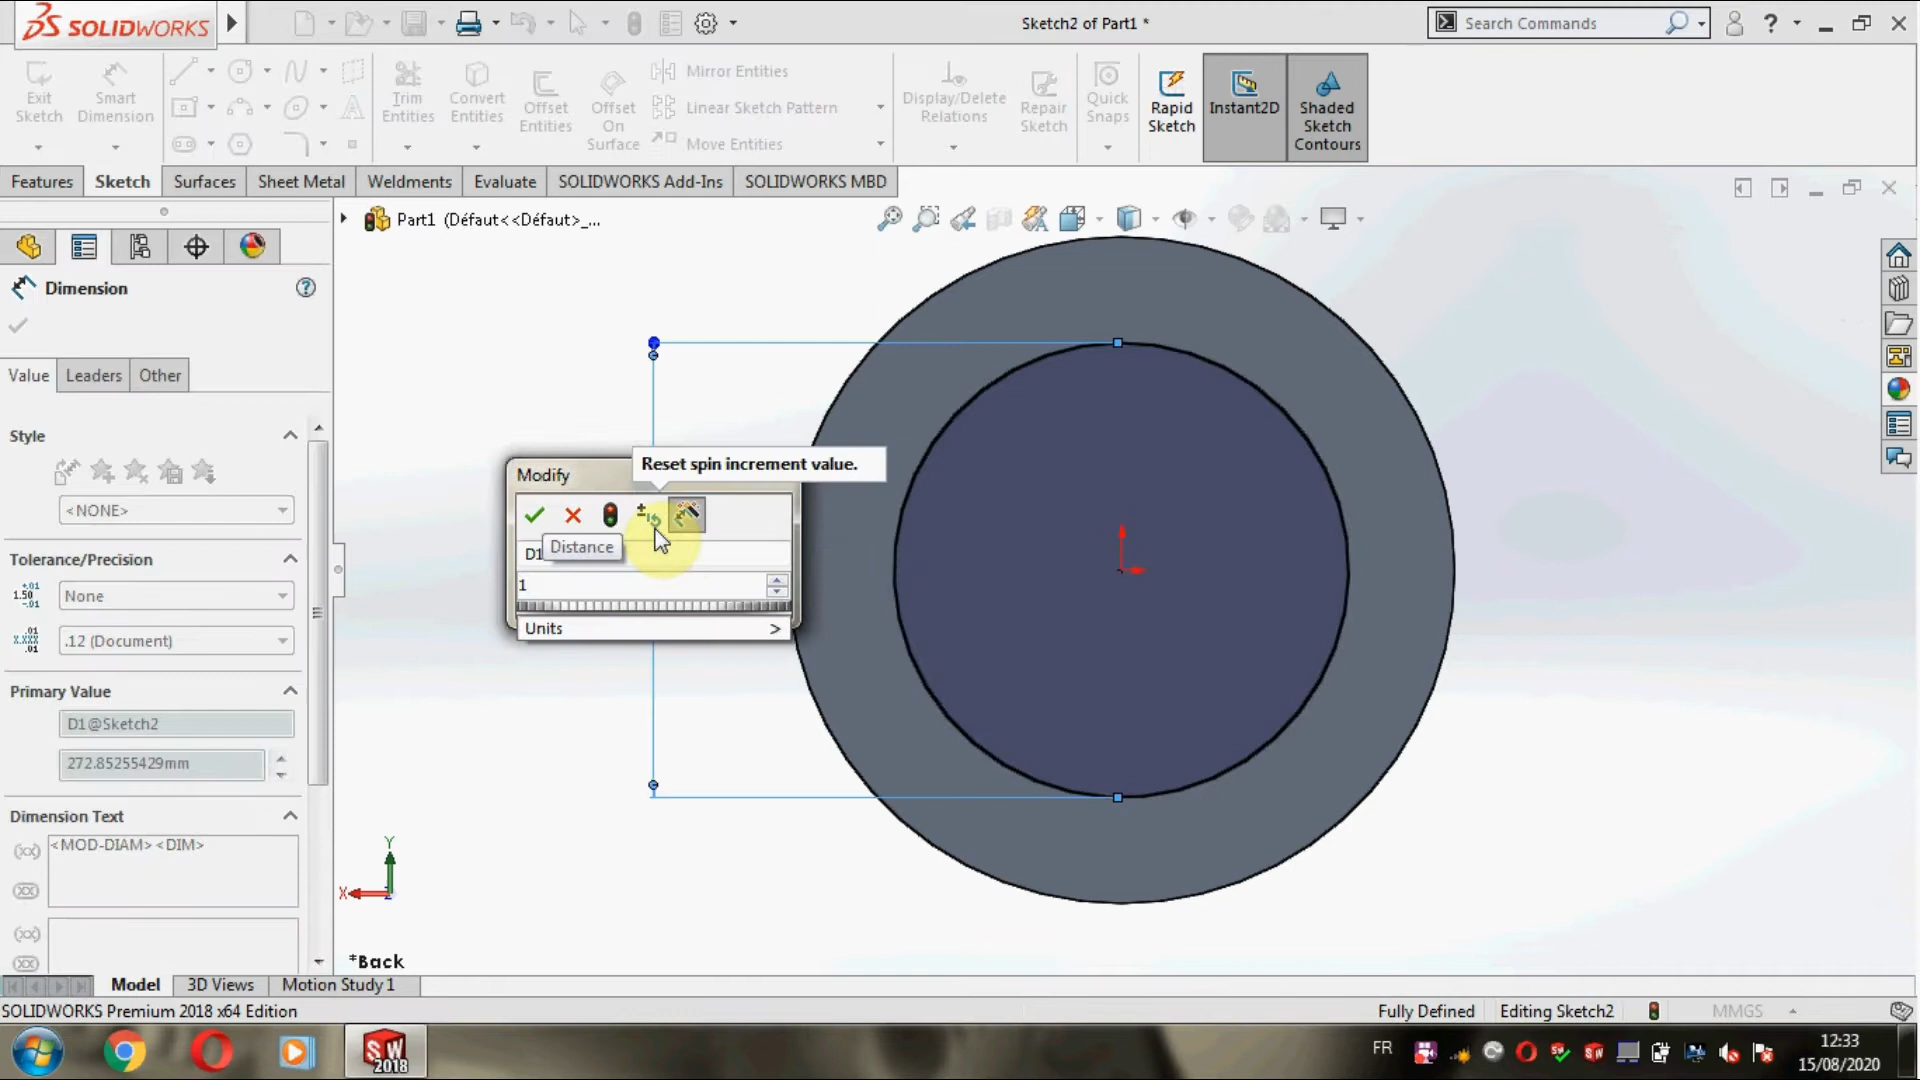 SOLIDWORKS
Sketch2 of Part1 *
Search Commands
Exit Sketch
Smart Dimension
Trim Entities
Convert Entities
Offset Entities
Offset On Surface
Mirror Entities
Linear Sketch Pattern
Move Entities
Display/Delete Relations
Repair Sketch
Quick Snaps
Rapid Sketch
Instant2D
Shaded Sketch Contours
Features
Sketch
Surfaces
Sheet Metal
Weldments
Evaluate
SOLIDWORKS Add-Ins
SOLIDWORKS MBD
Part1 (Défaut<<Défaut>_...
Dimension
Value
Leaders
Other
Style
<NONE>
Tolerance/Precision
None
.12 (Document)
Primary Value
D1@Sketch2
272.85255429mm
Dimension Text
<MOD-DIAM><DIM>
Reset spin increment value.
Modify
Distance
D1
1
Units >
Y
X
*Back
Model
3D Views
Motion Study 1
SOLIDWORKS Premium 2018 x64 Edition
Fully Defined
Editing Sketch2
MMGS
SW 2018
FR
12:33
15/08/2020